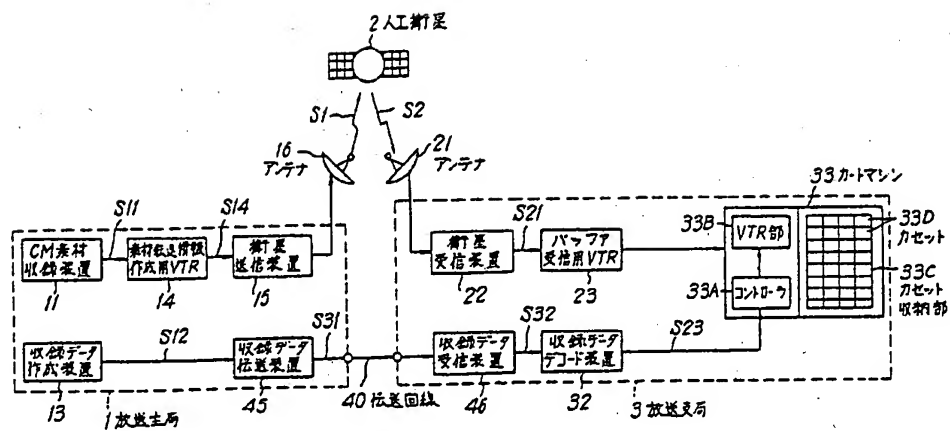 2 人工衛星
S1
S2
16
アンテナ
21
アンテナ
33 カートマシン
S11
S14
S21
33B
VTR部
33D
カセット
CM素材
収録装置
素材転送情報
作成用VTR
衛星
送信装置
衛星
受信装置
バッファ
受信用VTR
33C
カセット
収納部
11
14
15
22
23
33A
コントローラ
S12
S31
S32
S23
収録データ
作成装置
収録データ
伝送装置
収録データ
受信装置
収録データ
デコード装置
13
45
40 伝送回線
46
32
1 放送主局
3 放送支局